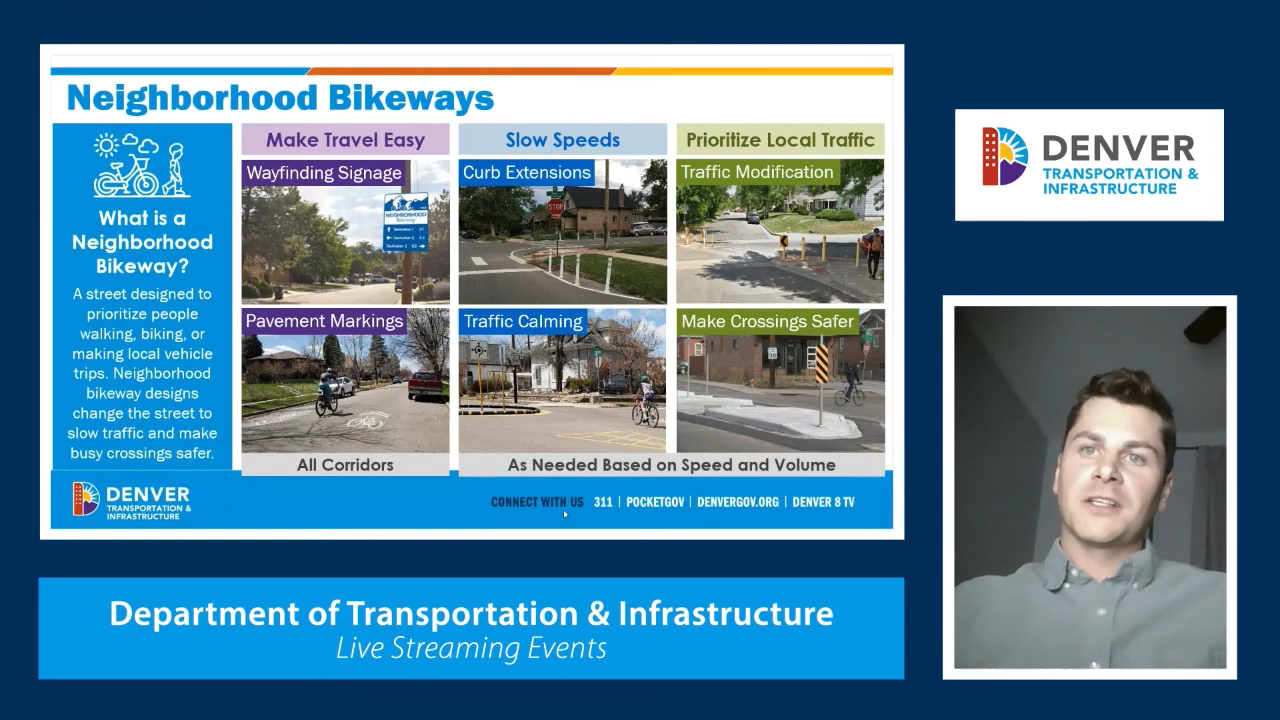 Neighborhood Bikeways
What is a
Neighborhood
Bikeway?
A street designed to
prioritize people
walking, biking, or
making local vehicle
trips. Neighborhood
bikeway designs
change the street to
slow traffic and make
busy crossings safer.
Make Travel Easy
Wayfinding Signage
NEIGHBORHOOD
Bikeway
Pavement Markings
All Corridors
Slow Speeds
Curb Extensions
STOP
Traffic Calming
Prioritize Local Traffic
Traffic Modification
Make Crossings Safer
As Needed Based on Speed and Volume
DENVER
TRANSPORTATION &
INFRASTRUCTURE
CONNECT WITH US 311 | POCKETGOV | DENVERGOV.ORG | DENVER 8 TV
DENVER
TRANSPORTATION &
INFRASTRUCTURE
Department of Transportation & Infrastructure
Live Streaming Events